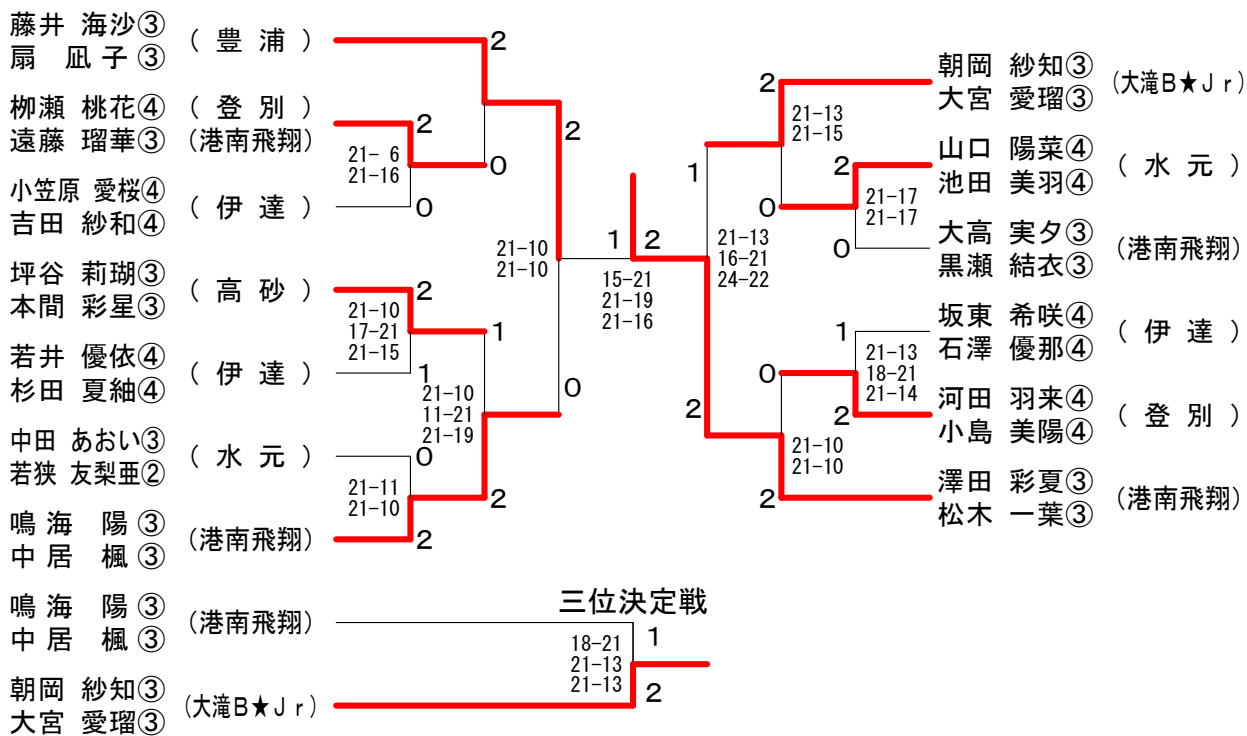 藤井 海沙③
扇 凪子③
(豊浦)
2
栁瀬 桃花④
(登別)
遠藤 瑠華③
(港南飛翔)
2
21- 6
21-16
0
小笠原 愛桜④
吉田 紗和④
(伊達)
0
2
坪谷 莉瑚③
本間 彩星③
(高砂)
2
21-10
17-21
21-15
1
若井 優依④
杉田 夏紬④
(伊達)
1
21-10
11-21
21-19
中田 あおい③
若狭 友梨亜②
(水元)
0
21-11
21-10
2
鳴海 陽③
中居 楓③
(港南飛翔)
2
21-10
21-10
0
1
2
15-21
21-19
21-16
朝岡 紗知③
大宮 愛瑠③
(大滝B★Jr)
2
21-13
21-15
山口 陽菜④
池田 美羽④
(水元)
2
21-17
21-17
0
大高 実夕③
黒瀬 結衣③
(港南飛翔)
0
1
21-13
16-21
24-22
坂東 希咲④
石澤 優那④
(伊達)
1
21-13
18-21
21-14
0
河田 羽来④
小島 美陽④
(登別)
2
21-10
21-10
2
澤田 彩夏③
松木 一葉③
(港南飛翔)
2
三位決定戦
鳴海 陽③
中居 楓③
(港南飛翔)
1
18-21
21-13
21-13
朝岡 紗知③
大宮 愛瑠③
(大滝B★Jr)
2